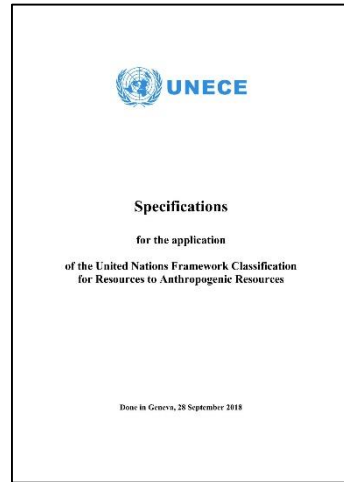 UNECE
Specifications
for the application
of the United Nations Framework Classification
for Resources to Anthropogenic Resources
Done in Geneva, 28 September 2018